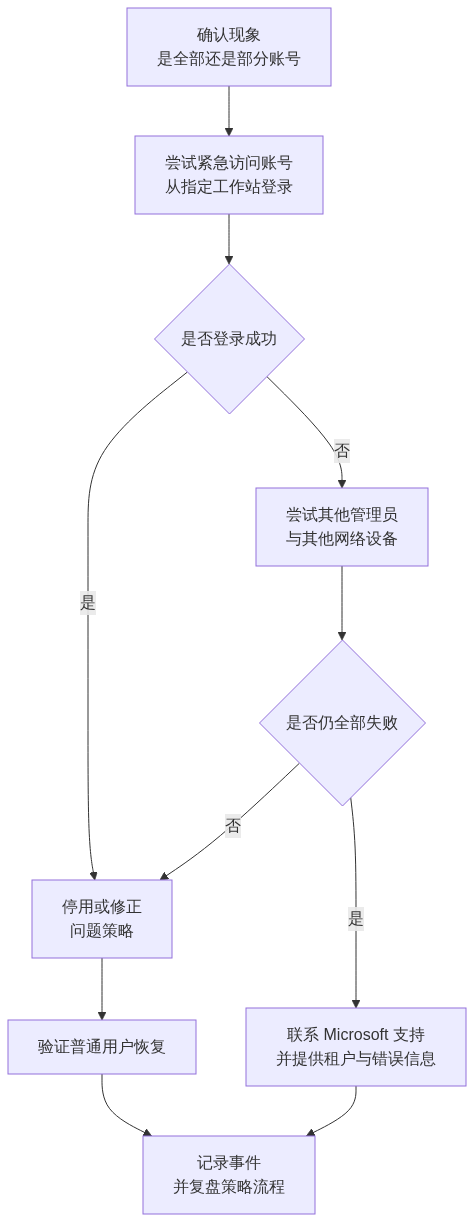 确认现象
是全部还是部分账号
尝试紧急访问账号
从指定工作站登录
是否登录成功
否
尝试其他管理员
与其他网络设备
是
是否仍全部失败
否
停用或修正
问题策略
是
验证普通用户恢复
联系 Microsoft 支持
并提供租户与错误信息
记录事件
并复盘策略流程